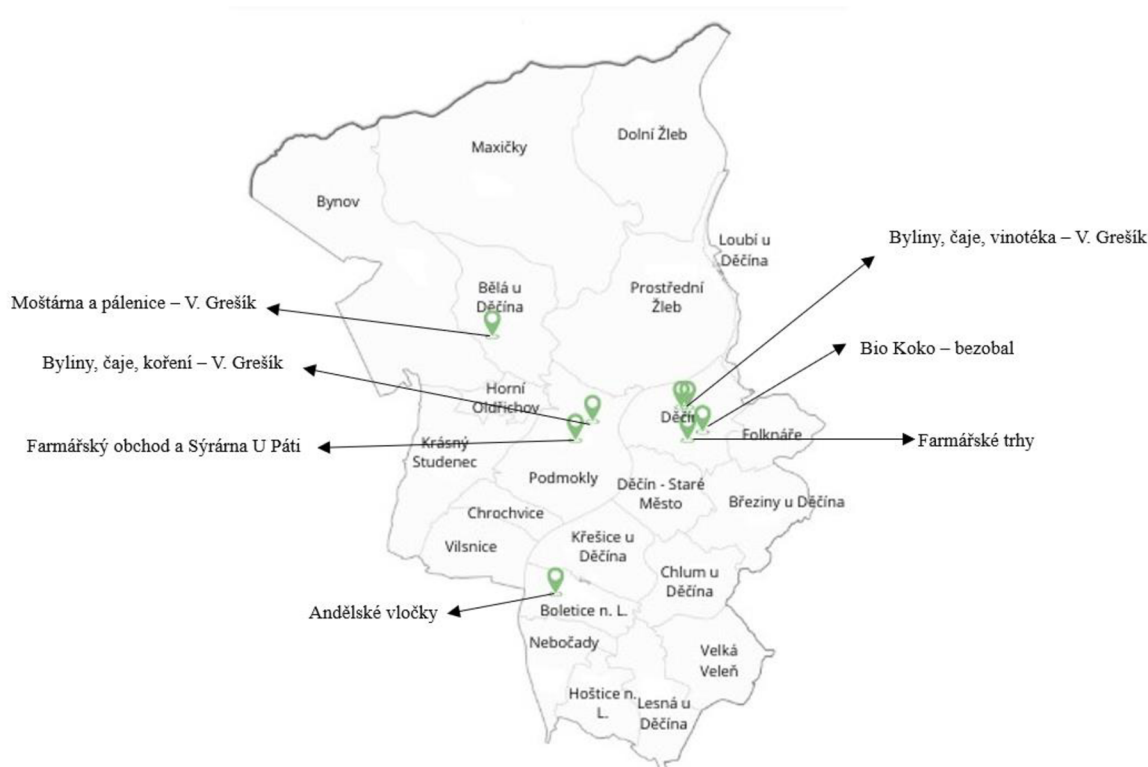 Dolní Žleb
Maxičky
Bynov
Loubí u
Děčína
Byliny, čaje, vinotéka – V. Grešík
Bělá u
Děčína
Prostřední
Žleb
Moštárna a pálenice – V. Grešík
Bio Koko – bezobal
Byliny, čaje, koření – V. Grešík
Horní
Oldřichov
Děčín
Folknáře
Farmářské trhy
Farmářský obchod a Sýrárna U Páti
Krásný
Studenec
Podmokly
Děčín - Staré
Město
Březiny u Děčína
Chrochvice
Vilsnice
Křešice u
Děčína
Chlum u
Děčína
Andělské vločky
Boletice n. L.
Nebočady
Velká
Veleň
Hoštice n.
L.
Lesná u
Děčína